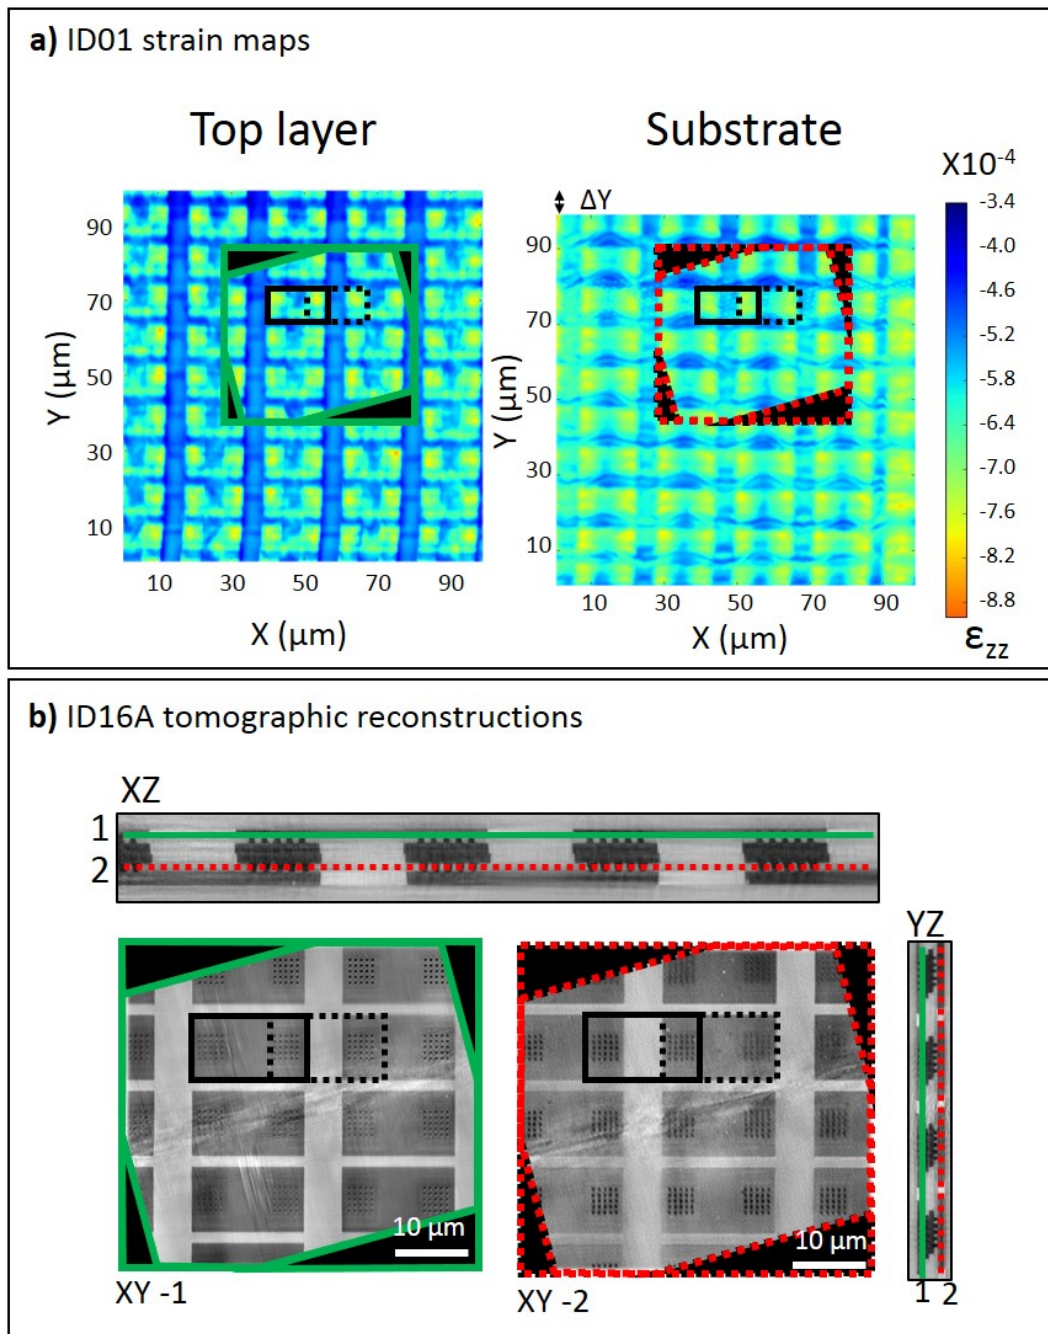 a) ID01 strain maps
Top layer
Substrate
X10⁻⁴
ΔY
90
70
50
30
10
Y (µm)
10
30
50
70
90
X (µm)
90
70
50
30
10
Y (µm)
10
30
50
70
90
X (µm)
-3.4
-4.0
-4.6
-5.2
-5.8
-6.4
-7.0
-7.6
-8.2
-8.8
εzz
b) ID16A tomographic reconstructions
XZ
1
2
YZ
10 µm
10 µm
XY -1
XY -2
1 2